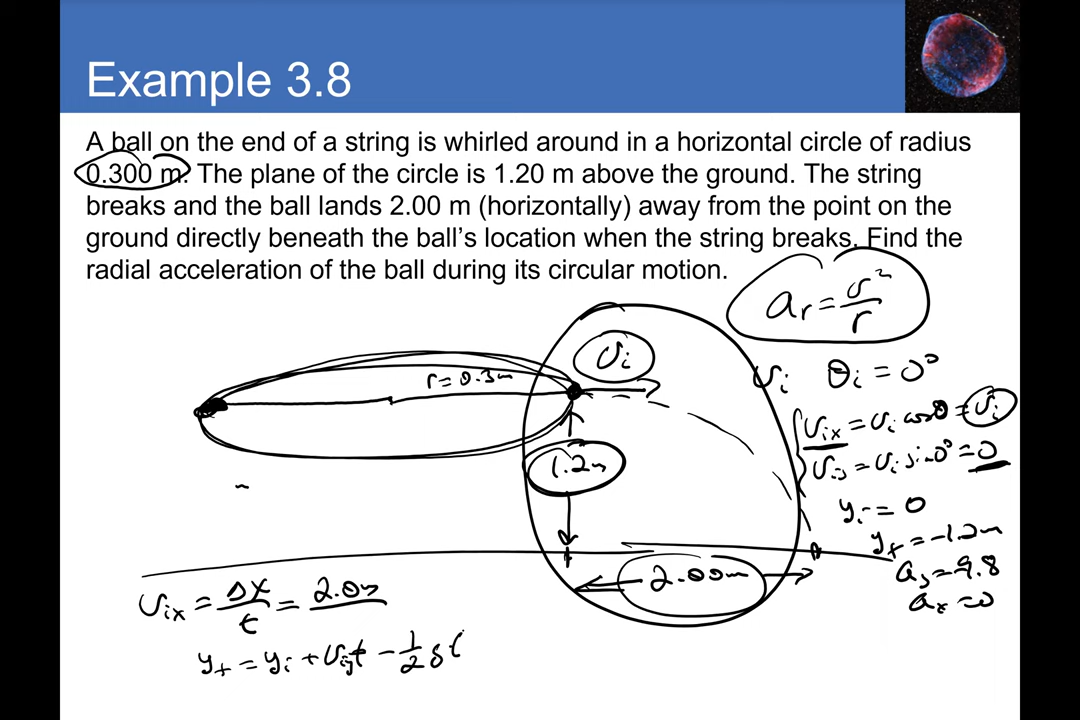 Example 3.8
A ball on the end of a string is whirled around in a horizontal circle of radius
0.300 m. The plane of the circle is 1.20 m above the ground. The string
breaks and the ball lands 2.00 m (horizontally) away from the point on the
ground directly beneath the ball's location when the string breaks. Find the
radial acceleration of the ball during its circular motion.
a_r = v²/r
r = 0.3m
v_i
v_i θ_i = 0°
v_ix = v_i cos θ = v_i
v_iy = v_i sin 0° = 0
1.2m
y_i = 0
y_f = -1.2m
a_y = 9.8
a_x = 0
2.00m
v_ix = Δx/t = 2.0m
y_f = y_i + v_iy t - 1/2 g t